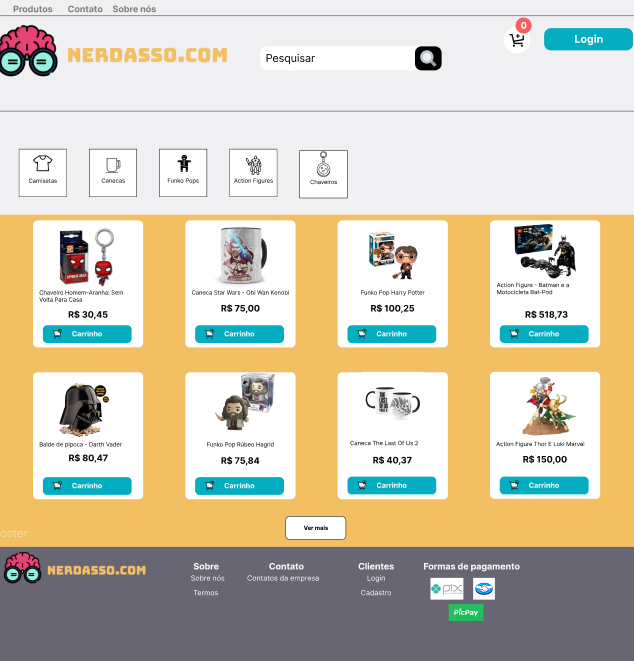 Produtos Contato Sobre nós
0
NERDASSO.COM
Pesquisar
Login
Camisetas
Canecas
Funko Pops
Action Figures
Chaveiros
Chaveiro Homem-Aranha: Sem
Volta Para Casa
R$ 30,45
Carrinho
Caneca Star Wars - Obi Wan Kenobi
R$ 75,00
Carrinho
Funko Pop Harry Potter
R$ 100,25
Carrinho
Action Figure - Batman e a
Motocicleta Bat-Pod
R$ 518,73
Carrinho
Balde de pipoca - Darth Vader
R$ 80,47
Carrinho
Funko Pop Rúbeo Hagrid
R$ 75,84
Carrinho
THE
LAST
OF US
Caneca The Last Of Us 2
R$ 40,37
Carrinho
Action Figure Thor E Loki Marvel
R$ 150,00
Carrinho
Ver mais
ooter
NERDASSO.COM
Sobre
Sobre nós
Termos
Contato
Contatos da empresa
Clientes
Login
Cadastro
Formas de pagamento
pix
PicPay